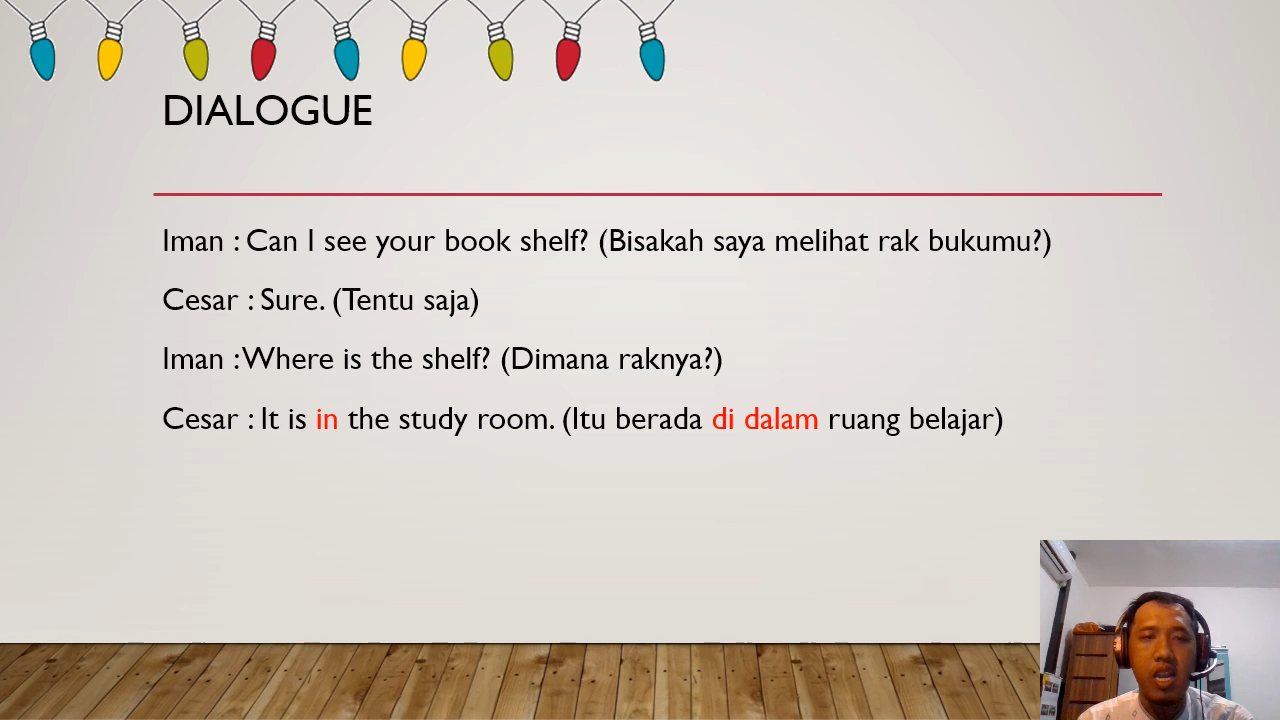 DIALOGUE
Iman : Can I see your book shelf? (Bisakah saya melihat rak bukumu?)
Cesar : Sure. (Tentu saja)
Iman : Where is the shelf? (Dimana raknya?)
Cesar : It is in the study room. (Itu berada di dalam ruang belajar)